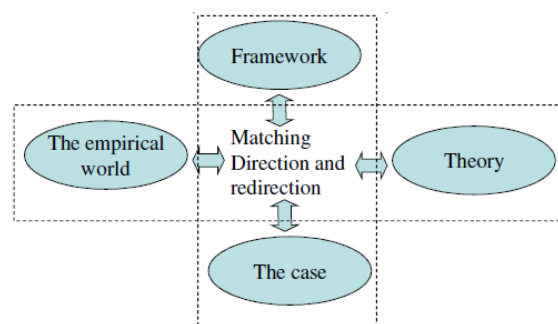 Framework
The empirical
world
Matching
Direction and
redirection
Theory
The case